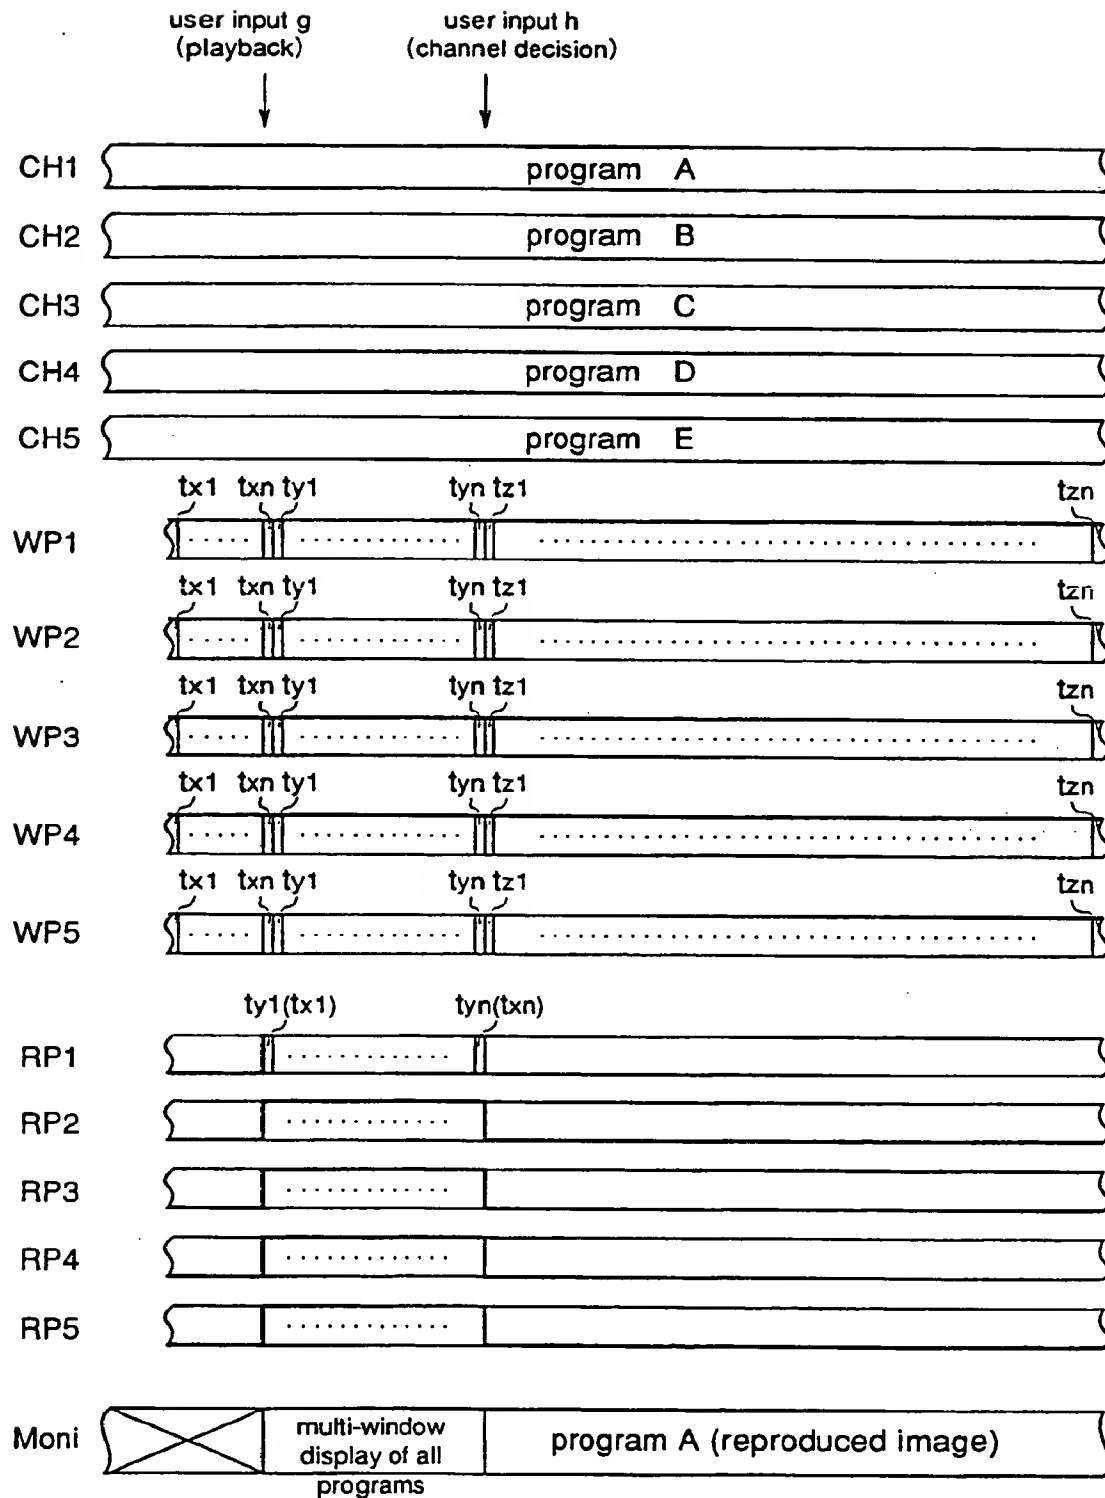 user input g
(playback)
user input h
(channel decision)
CH1 program A
CH2 program B
CH3 program C
CH4 program D
CH5 program E
tx1 txn ty1 tyn tz1 tzn
WP1
tx1 txn ty1 tyn tz1 tzn
WP2
tx1 txn ty1 tyn tz1 tzn
WP3
tx1 txn ty1 tyn tz1 tzn
WP4
tx1 txn ty1 tyn tz1 tzn
WP5
ty1(tx1) tyn(txn)
RP1
RP2
RP3
RP4
RP5
Moni
multi-window
display of all
programs
program A (reproduced image)